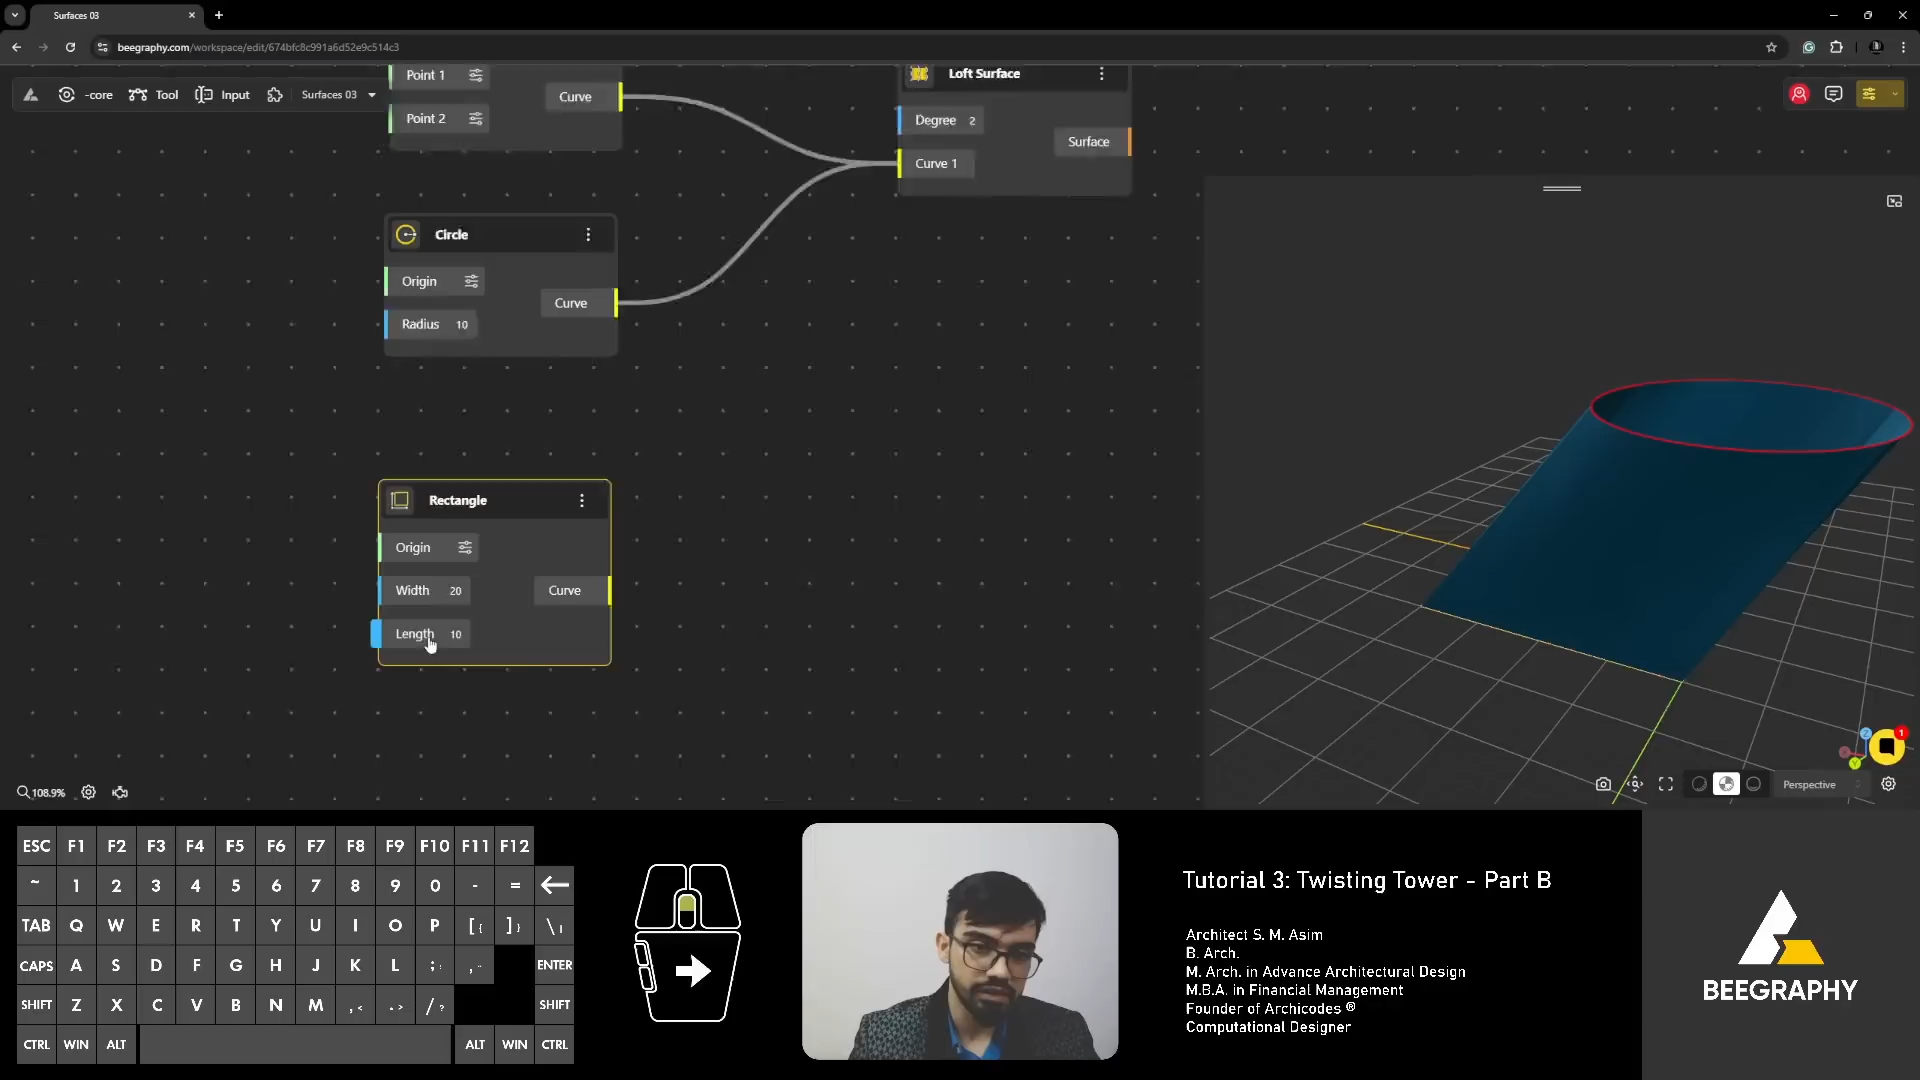 Surfaces 03
beegraphy.com/workspace/edit/674bfc8c991a6d52e9c514c3
-core Tool Input Surfaces 03
Point 1
Point 2
Curve
Loft Surface
Degree 2
Curve 1
Surface
Circle
Origin
Radius 10
Curve
Rectangle
Origin
Width 20
Length 10
Curve
1
108.9%
Perspective
ESC F1 F2 F3 F4 F5 F6 F7 F8 F9 F10 F11 F12
~ 1 2 3 4 5 6 7 8 9 0 - =
TAB Q W E R T Y U I O P [{ ]} \|
CAPS A S D F G H J K L ;: ENTER
SHIFT Z X C V B N M ,< .> /? SHIFT
CTRL WIN ALT ALT WIN CTRL
Tutorial 3: Twisting Tower - Part B
Architect S. M. Asim
B. Arch.
M. Arch. in Advance Architectural Design
M.B.A. in Financial Management
Founder of Archicodes ®
Computational Designer
BEEGRAPHY